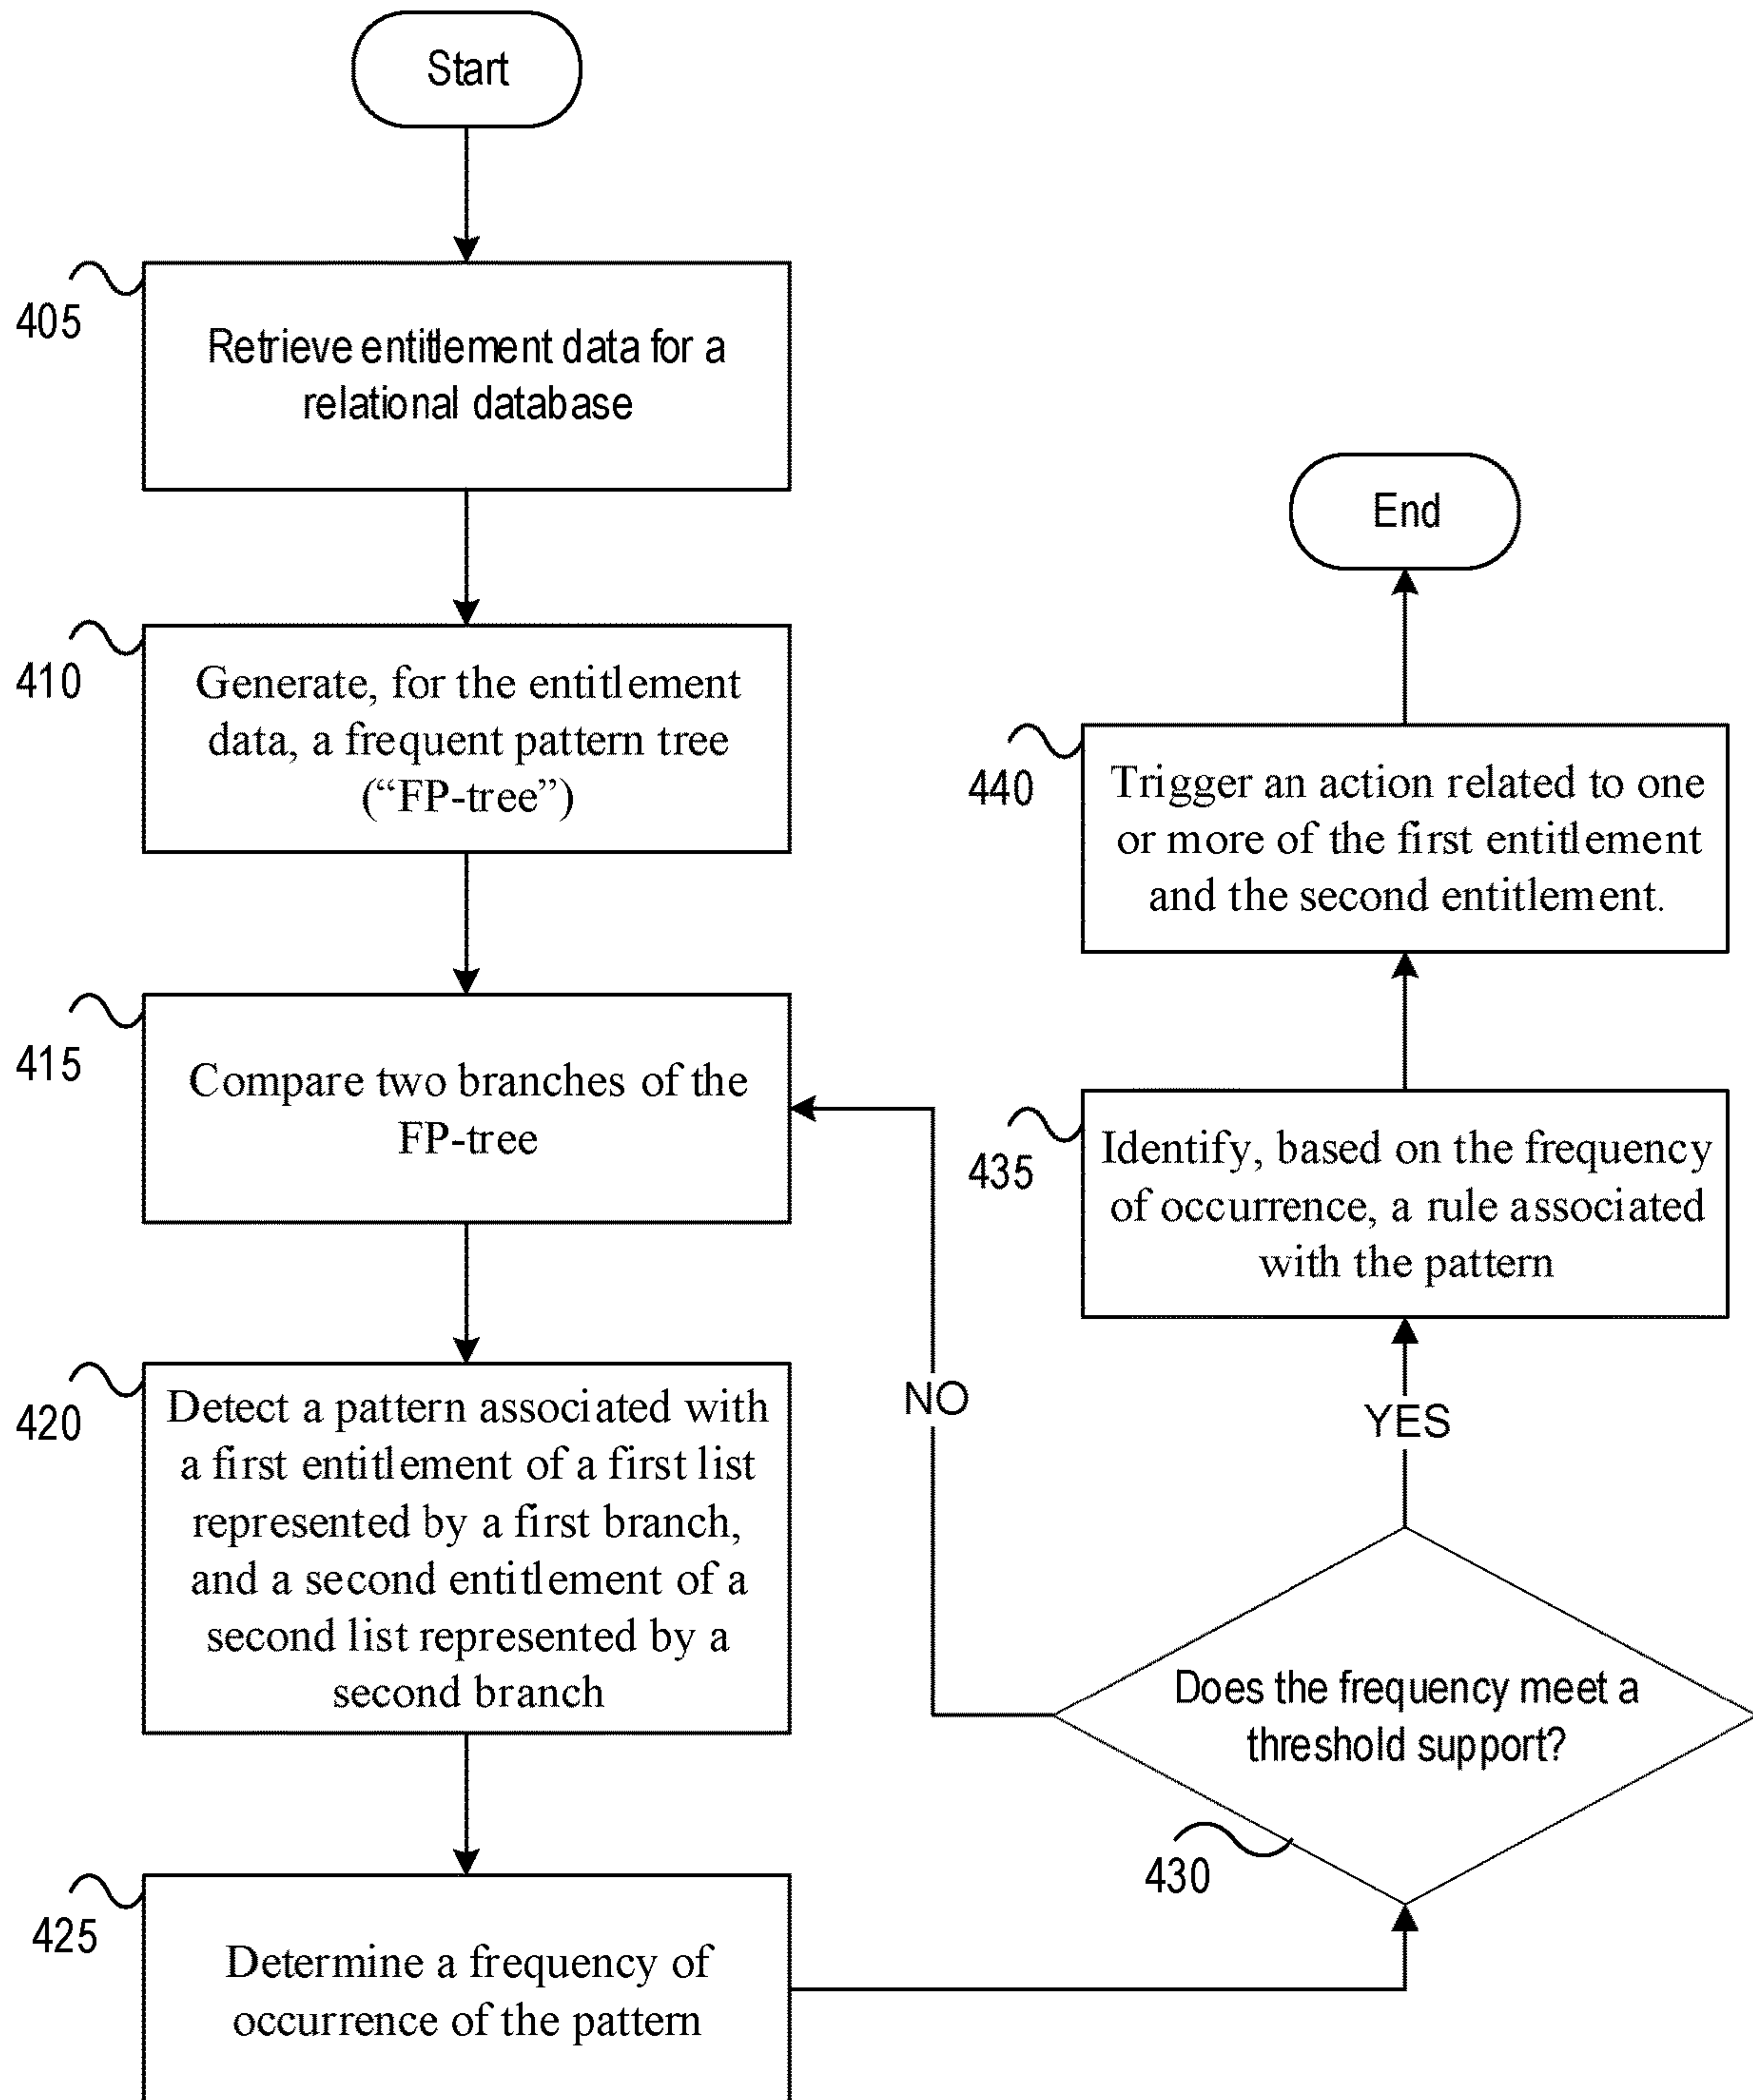 Start
405
Retrieve entitlement data for a
relational database
410
Generate, for the entitlement
data, a frequent pattern tree
(“FP-tree”)
415
Compare two branches of the
FP-tree
420
Detect a pattern associated with
a first entitlement of a first list
represented by a first branch,
and a second entitlement of a
second list represented by a
second branch
425
Determine a frequency of
occurrence of the pattern
430
Does the frequency meet a
threshold support?
NO
YES
435
Identify, based on the frequency
of occurrence, a rule associated
with the pattern
440
Trigger an action related to one
or more of the first entitlement
and the second entitlement.
End